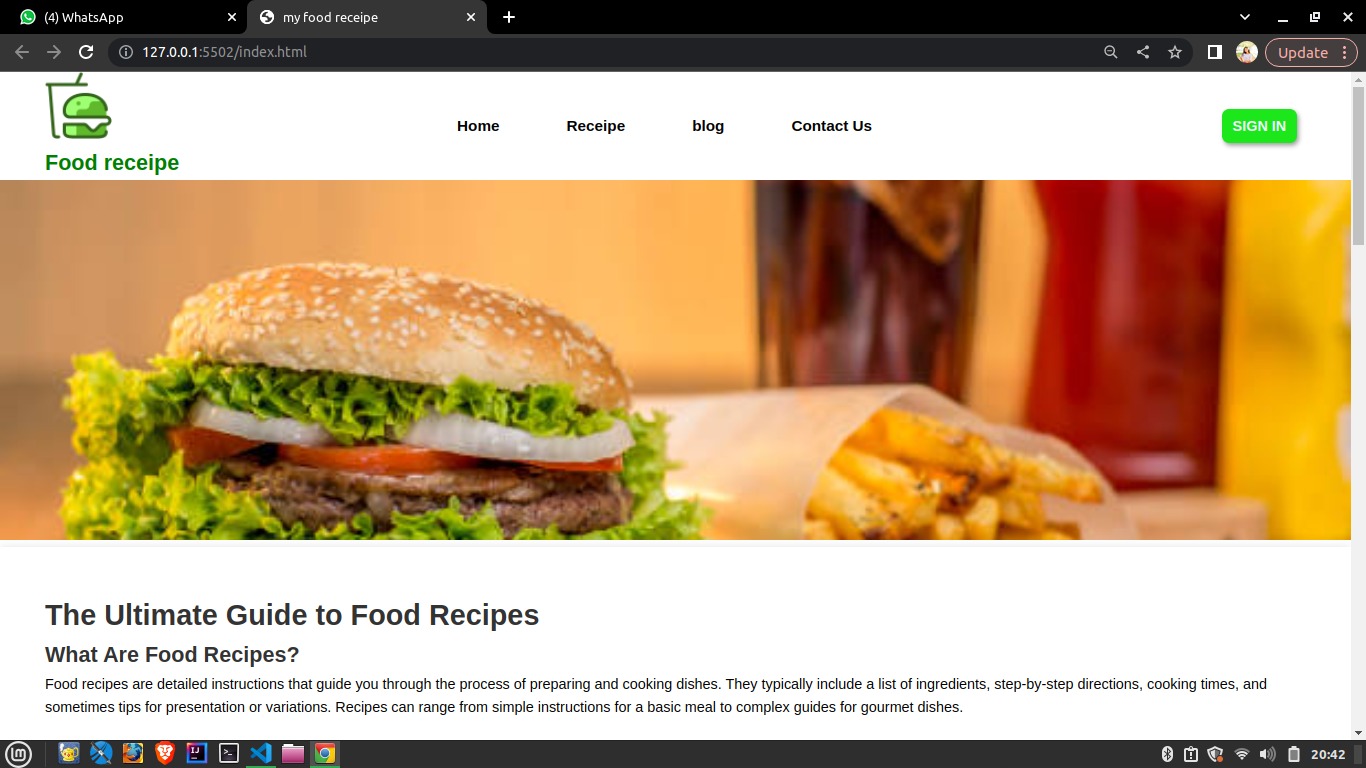 (4) WhatsApp
my food receipe
127.0.0.1:5502/index.html
Update
Home
Receipe
blog
Contact Us
SIGN IN
Food receipe
The Ultimate Guide to Food Recipes
What Are Food Recipes?
Food recipes are detailed instructions that guide you through the process of preparing and cooking dishes. They typically include a list of ingredients, step-by-step directions, cooking times, and
sometimes tips for presentation or variations. Recipes can range from simple instructions for a basic meal to complex guides for gourmet dishes.
20:42